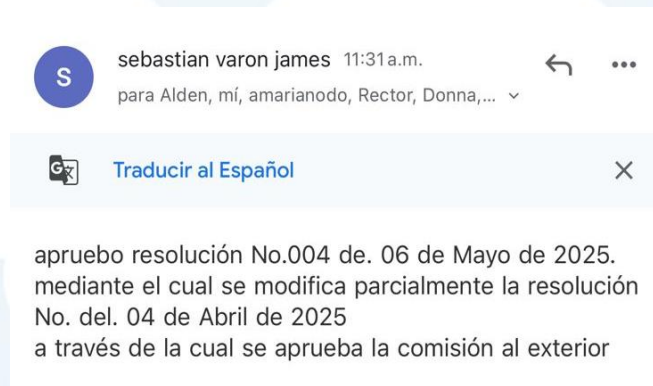 S
sebastian varon james 11:31 a.m.
para Alden, mí, amarianodo, Rector, Donna,...
Traducir al Español
apruebo resolución No.004 de. 06 de Mayo de 2025.
mediante el cual se modifica parcialmente la resolución
No. del. 04 de Abril de 2025
a través de la cual se aprueba la comisión al exterior